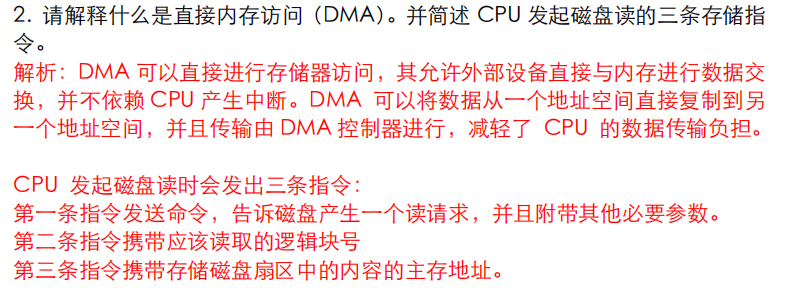 2. 请解释什么是直接内存访问（DMA）。并简述 CPU 发起磁盘读的三条存储指
令。
解析：DMA 可以直接进行存储器访问，其允许外部设备直接与内存进行数据交
换，并不依赖 CPU 产生中断。DMA 可以将数据从一个地址空间直接复制到另
一个地址空间，并且传输由 DMA 控制器进行，减轻了 CPU 的数据传输负担。
CPU 发起磁盘读时会发出三条指令：
第一条指令发送命令，告诉磁盘产生一个读请求，并且附带其他必要参数。
第二条指令携带应该读取的逻辑块号
第三条指令携带存储磁盘扇区中的内容的主存地址。